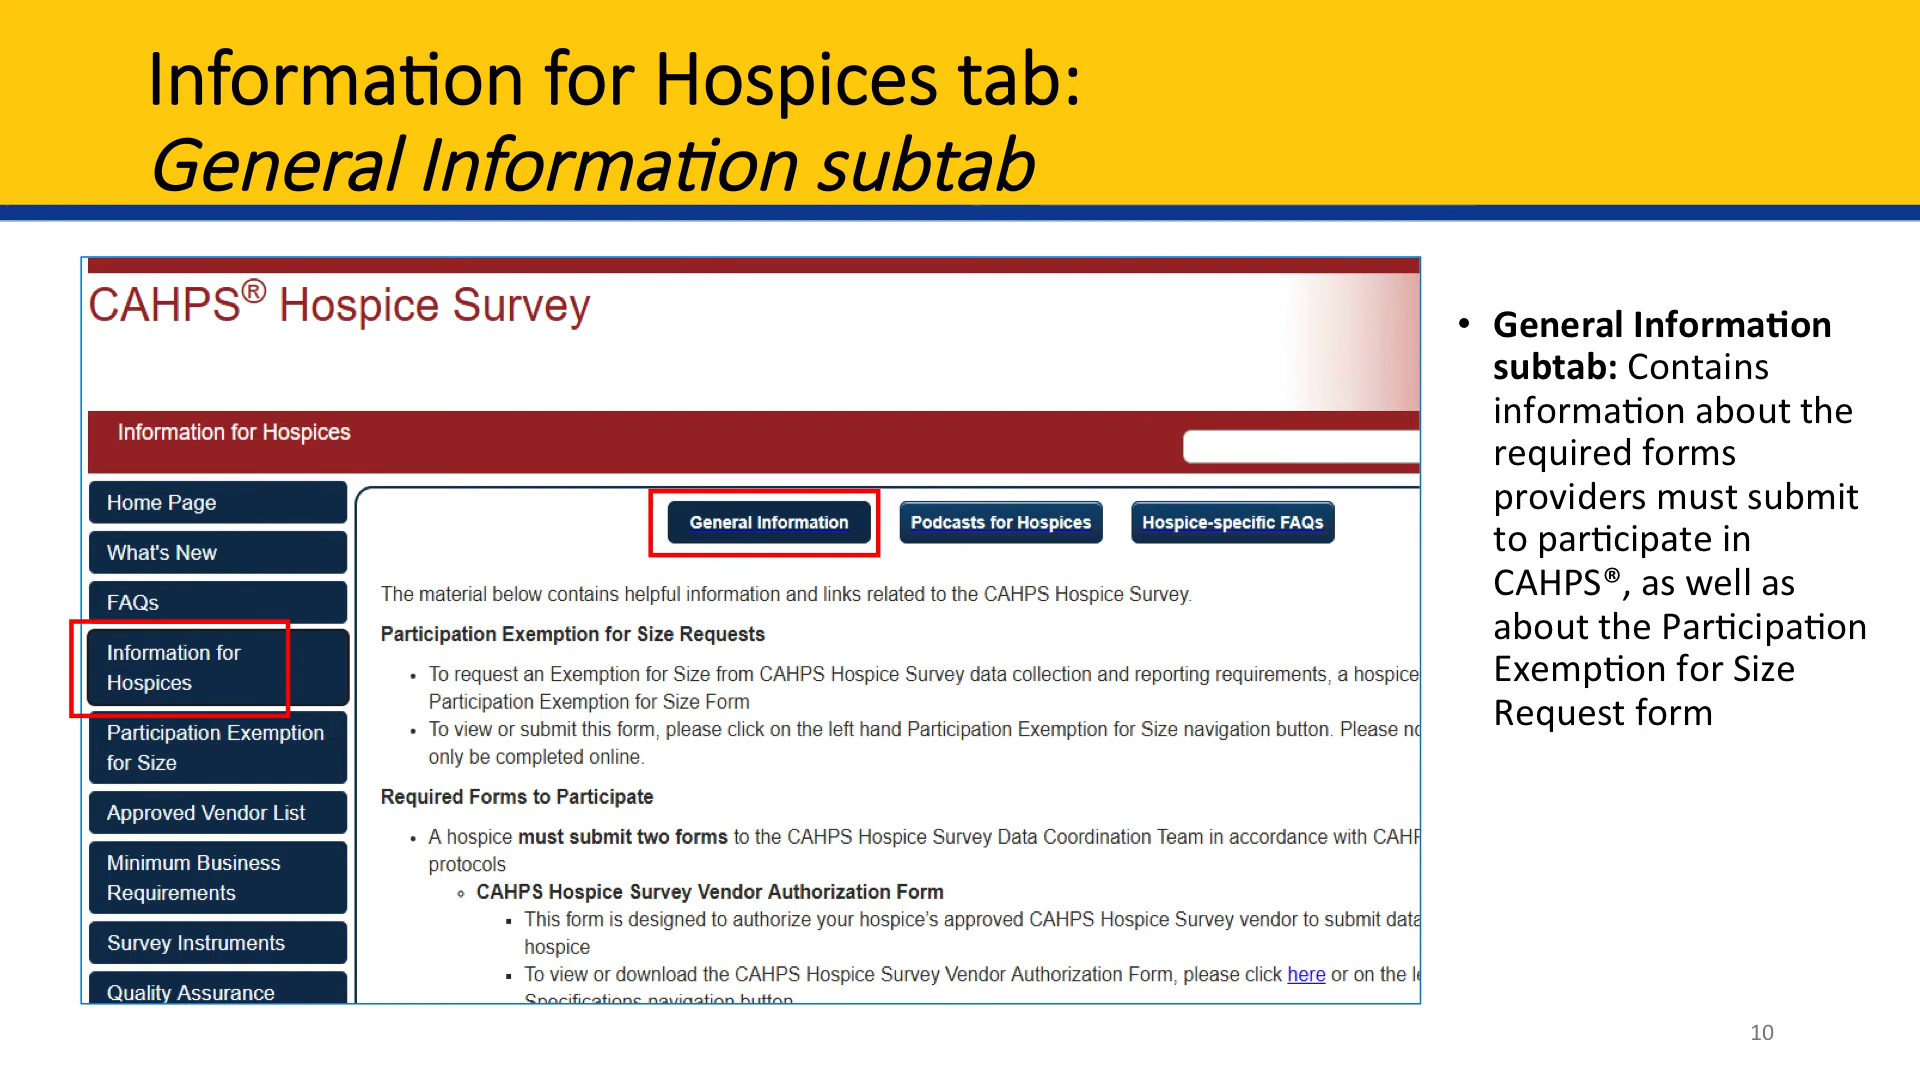 Information for Hospices tab:
General Information subtab
CAHPS® Hospice Survey
Information for Hospices
Home Page
What's New
FAQs
Information for
Hospices
Participation Exemption
for Size
Approved Vendor List
Minimum Business
Requirements
Survey Instruments
Quality Assurance
General Information
Podcasts for Hospices
Hospice-specific FAQs
The material below contains helpful information and links related to the CAHPS Hospice Survey.
Participation Exemption for Size Requests
• To request an Exemption for Size from CAHPS Hospice Survey data collection and reporting requirements, a hospice
Participation Exemption for Size Form
• To view or submit this form, please click on the left hand Participation Exemption for Size navigation button. Please
only be completed online.
Required Forms to Participate
• A hospice must submit two forms to the CAHPS Hospice Survey Data Coordination Team in accordance with
protocols
◦ CAHPS Hospice Survey Vendor Authorization Form
▪ This form is designed to authorize your hospice's approved CAHPS Hospice Survey vendor to submit data
hospice
▪ To view or download the CAHPS Hospice Survey Vendor Authorization Form, please click here or on the
Specifications navigation button
• General Information
subtab: Contains
information about the
required forms
providers must submit
to participate in
CAHPS®, as well as
about the Participation
Exemption for Size
Request form
10